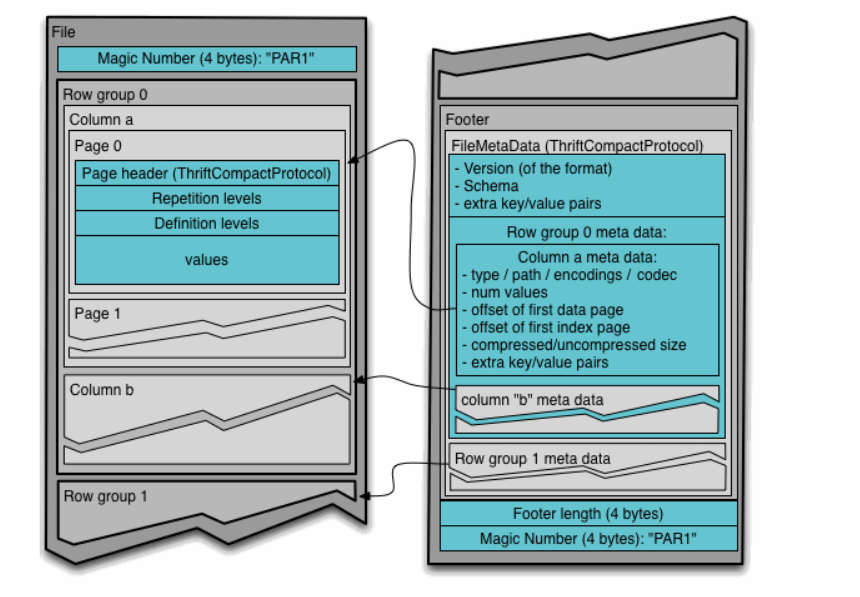 File
Magic Number (4 bytes): "PAR1"
Row group 0
Column a
Page 0
Page header (ThriftCompactProtocol)
Repetition levels
Definition levels
values
Page 1
Column b
Row group 1
Footer
FileMetaData (ThriftCompactProtocol)
- Version (of the format)
- Schema
- extra key/value pairs
Row group 0 meta data:
Column a meta data:
- type / path / encodings / codec
- num values
- offset of first data page
- offset of first index page
- compressed/uncompressed size
- extra key/value pairs
column "b" meta data
Row group 1 meta data
Footer length (4 bytes)
Magic Number (4 bytes): "PAR1"